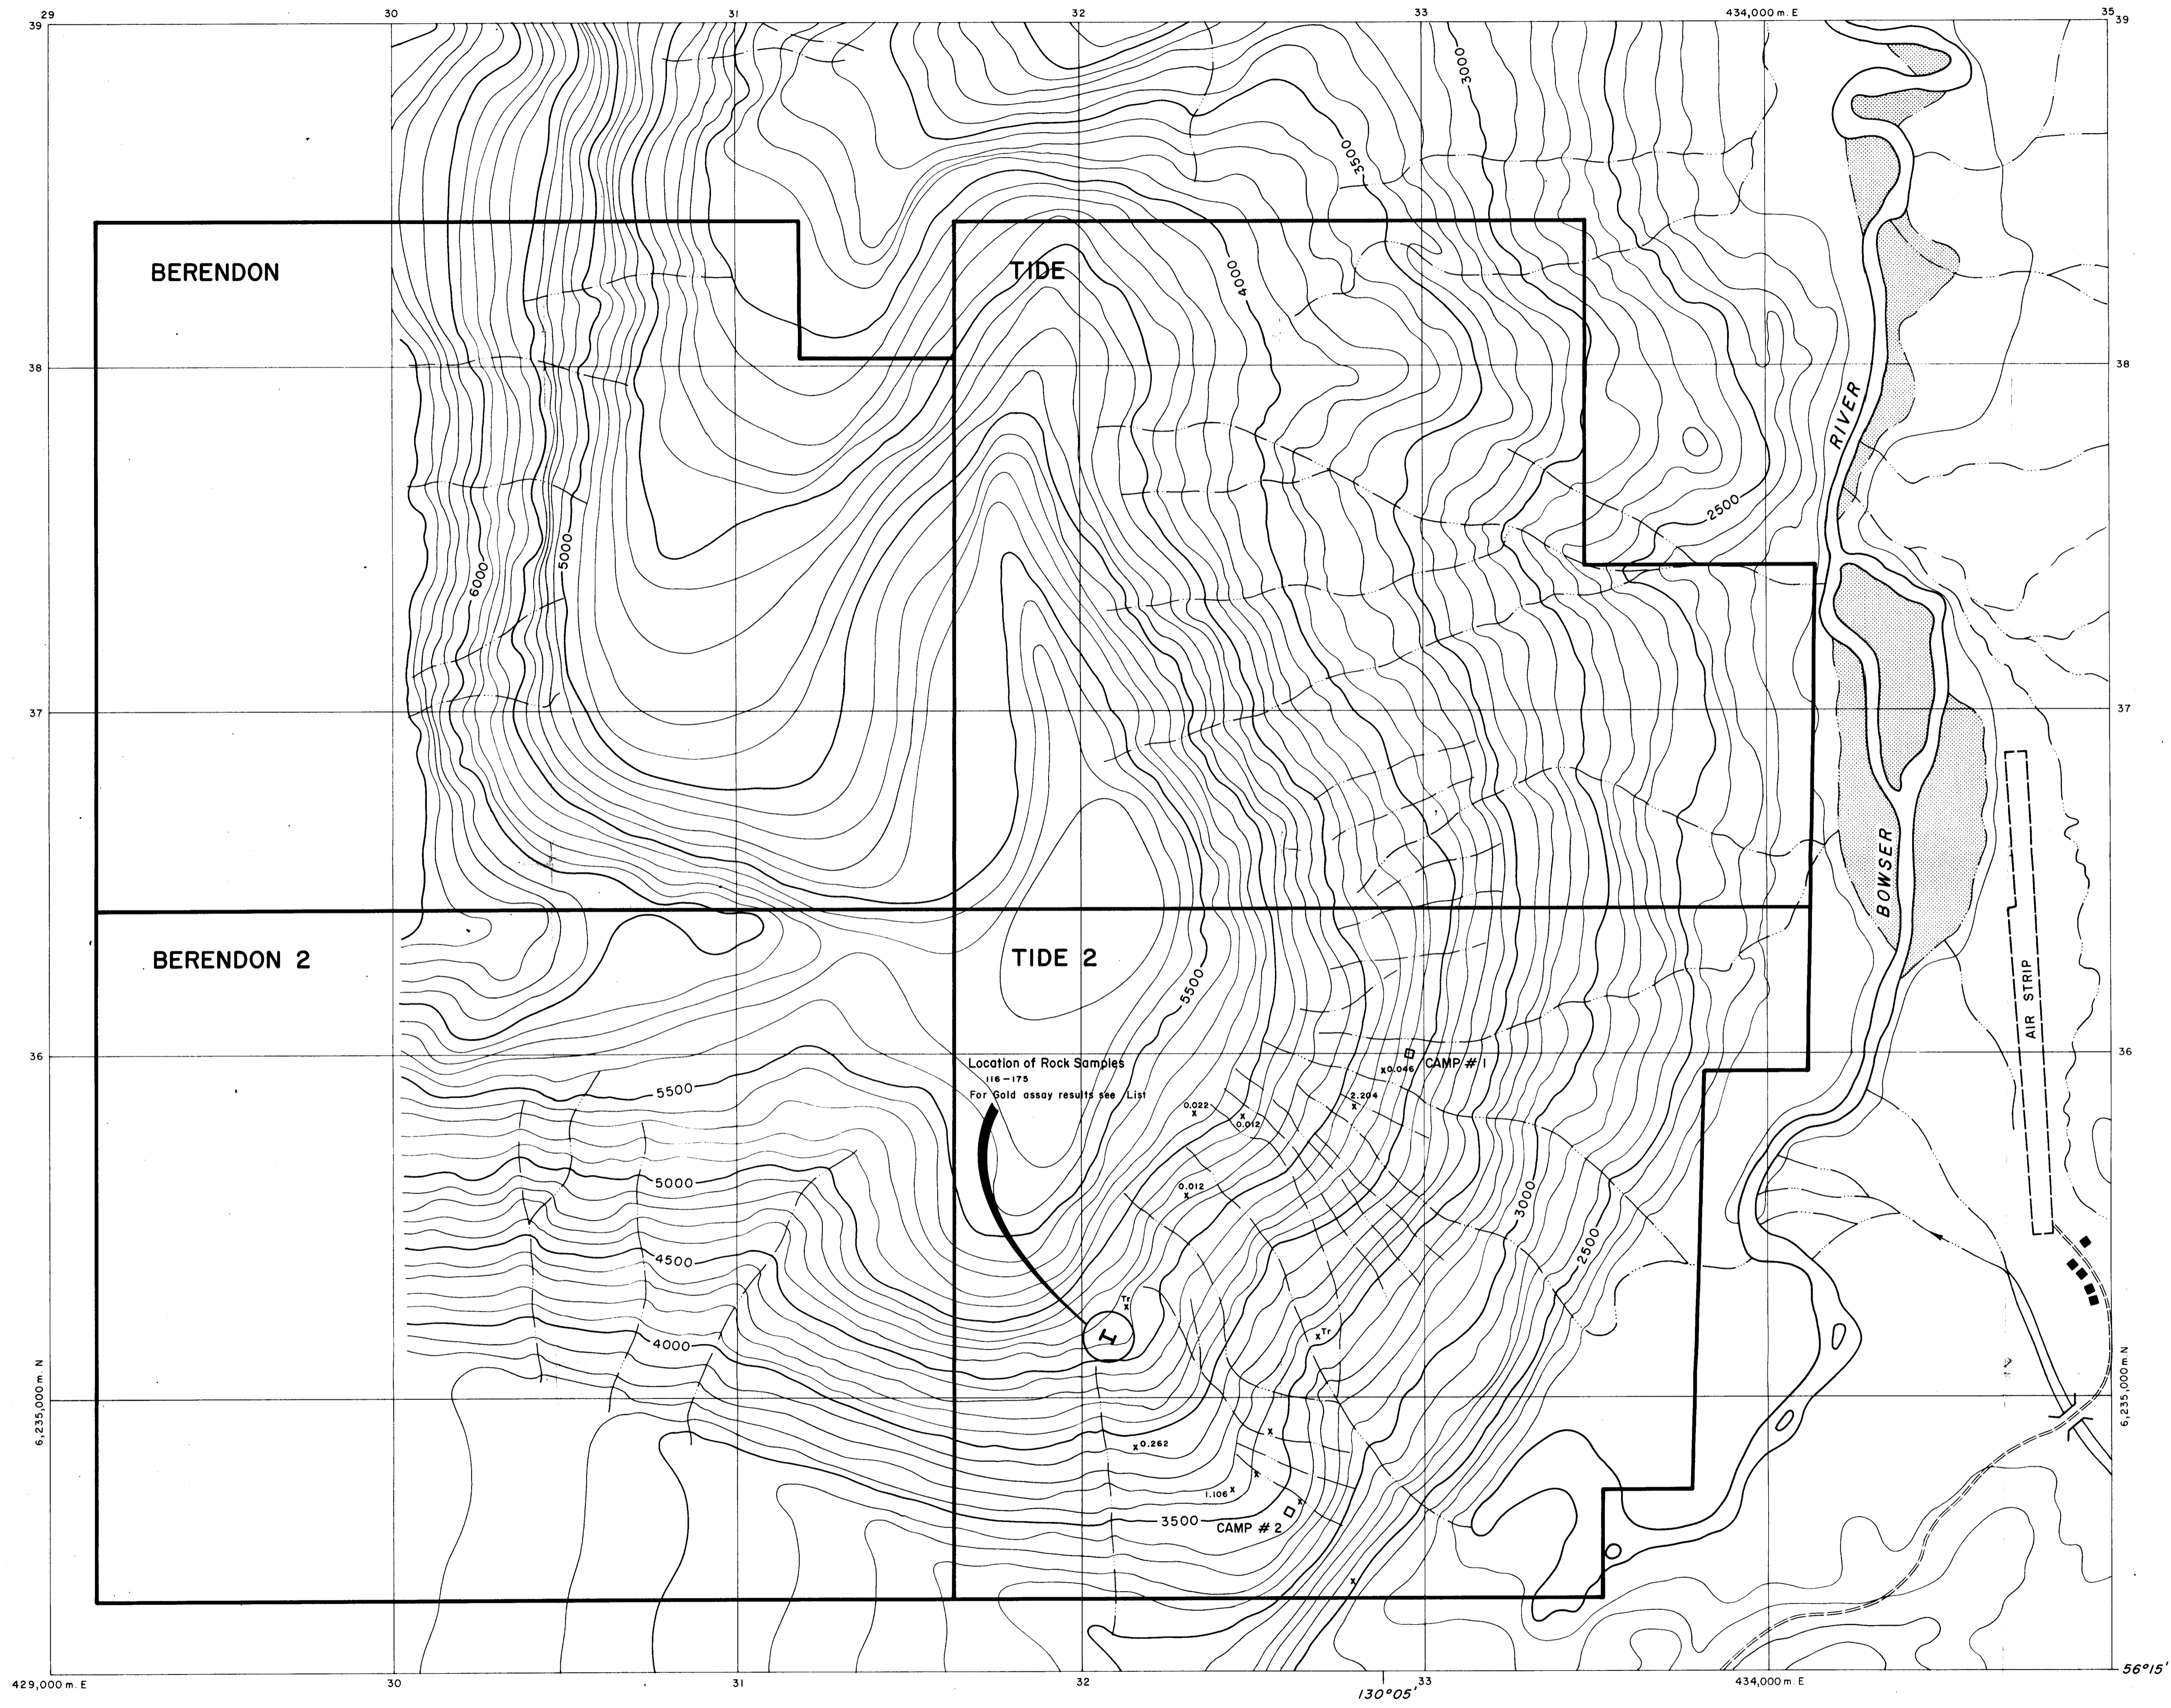 29 30 31 32 33 434,000 m. E 35
39 39
3000
3500
BERENDON
TIDE
4000
38 38
RIVER
2500
5000
6000
37 37
BOWSER
BERENDON 2
TIDE 2
5500
AIR STRIP
36 36
Location of Rock Samples
116 – 175
For Gold assay results see List
CAMP # 1
x0.046
5500
2.204
x
0.022
x
x
0.012
5000
0.012
x
3000
2500
4500
Tr
x
xTr
4000
6,235,000 m. N
6,235,000 m. N
x
x0.262
x
1.106x
x
3500
CAMP # 2
x
429,000 m. E 30 31 32 33 434,000 m. E
130°05'
56°15'